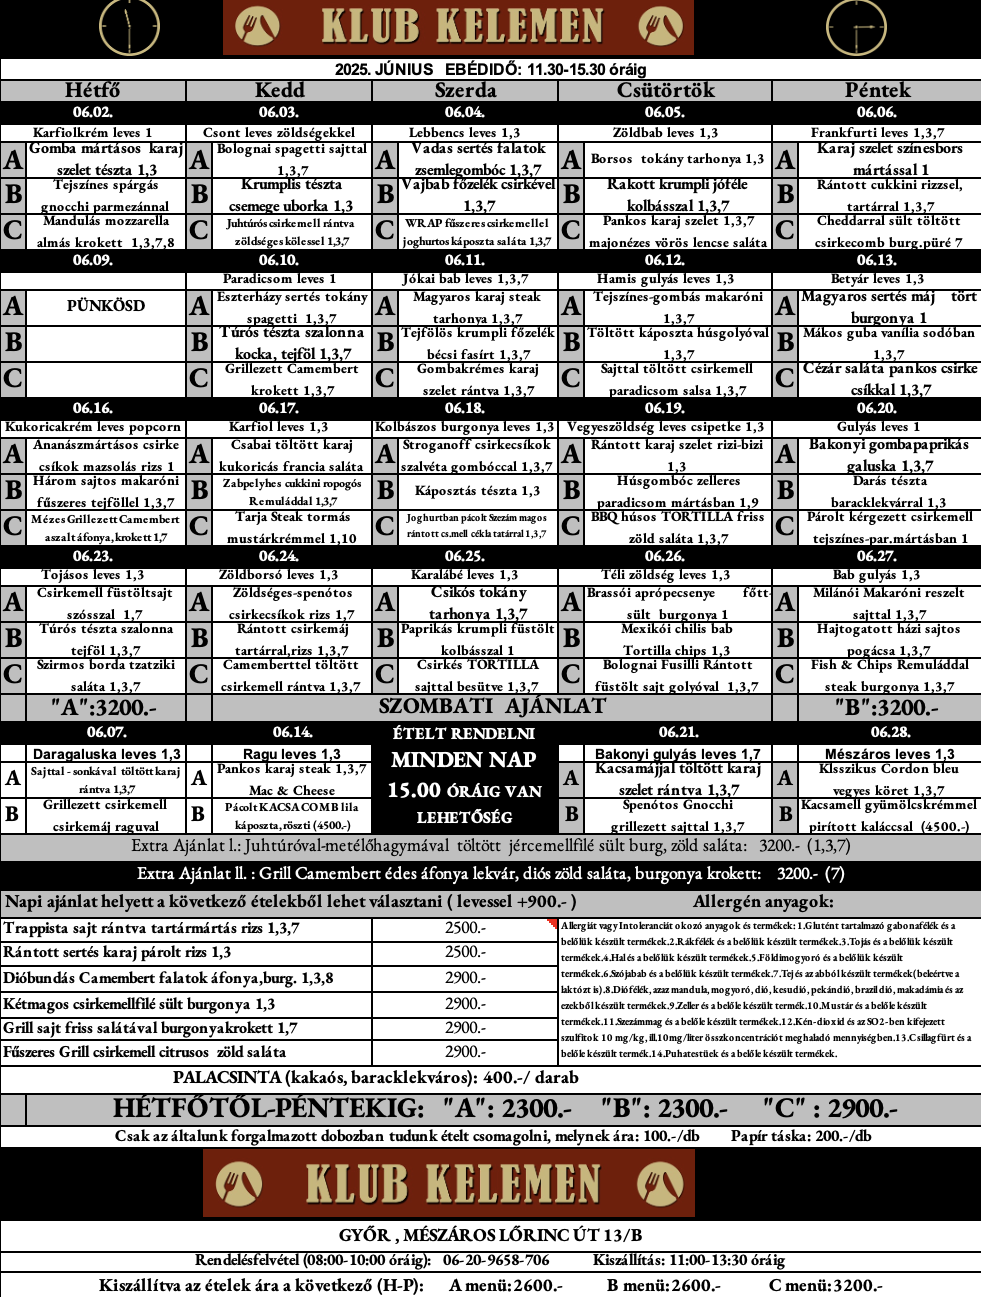 KLUB KELEMEN
2025. JÚNIUS EBÉDIDŐ: 11.30-15.30 óráig
Hétfő Kedd Szerda Csütörtök Péntek
06.02. 06.03. 06.04. 06.05. 06.06.
Karfiolkrém leves 1 Csont leves zöldségekkel Lebbencs leves 1,3 Zöldbab leves 1,3 Frankfurti leves 1,3,7
A Gomba mártásos karaj A Bolognai spagetti sajttal A Vadas sertés falatok A Borsos tokány tarhonya 1,3 A Karaj szelet színesbors
szelet tészta 1,3 1,3,7 zsemlegombóc 1,3,7 mártással 1
B Tejszínes spárgás B Krumplis tészta B Vajbab főzelék csirkével B Rakott krumpli jóféle B Rántott cukkini rizzsel,
gnocchi parmezánnal csemege uborka 1,3 1,3,7 kolbásszal 1,3,7 tartárral 1,3,7
C Mandulás mozzarella C Juhtúrós csirkemell rántva C WRAP fűszeres csirkemellel C Pankos karaj szelet 1,3,7 C Cheddarral sült töltött
almás krokett 1,3,7,8 zöldséges kölessel 1,3,7 joghurtos káposzta saláta 1,3,7 majonézes vörös lencse saláta csirkecomb burg.püré 7
06.09. 06.10. 06.11. 06.12. 06.13.
Paradicsom leves 1 Jókai bab leves 1,3,7 Hamis gulyás leves 1,3 Betyár leves 1,3
A PÜNKÖSD A Eszterházy sertés tokány A Magyaros karaj steak A Tejszínes-gombás makaróni A Magyaros sertés máj tört
spagetti 1,3,7 tarhonya 1,3,7 1,3,7 burgonya 1
B B Túrós tészta szalonna B Tejfölös krumpli főzelék B Töltött káposzta húsgolyóval B Mákos guba vanília sodóban
kocka, tejföl 1,3,7 bécsi fasírt 1,3,7 1,3,7 1,3,7
C C Grillezett Camembert C Gombakrémes karaj C Sajttal töltött csirkemell C Cézár saláta pankos csirke
krokett 1,3,7 szelet rántva 1,3,7 paradicsom salsa 1,3,7 csíkkal 1,3,7
06.16. 06.17. 06.18. 06.19. 06.20.
Kukoricakrém leves popcorn Karfiol leves 1,3 Kolbászos burgonya leves 1,3 Vegyeszöldség leves csipetke 1,3 Gulyás leves 1
A Ananászmártásos csirke A Csabai töltött karaj A Stroganoff csirkecsíkok A Rántott karaj szelet rizi-bizi A Bakonyi gombapaprikás
csíkok mazsolás rizs 1 kukoricás francia saláta szalvéta gombóccal 1,3,7 1,3 galuska 1,3,7
B Három sajtos makaróni B Zabpelyhes cukkini ropogós B Káposztás tészta 1,3 B Húsgombóc zelleres B Darás tészta
fűszeres tejföllel 1,3,7 Remuláddal 1,3,7 paradicsom mártásban 1,9 baracklekvárral 1,3
C Mézes Grillezett Camembert C Tarja Steak tormás C Joghurtban pácolt Szezám magos C BBQ húsos TORTILLA friss C Párolt kérgezett csirkemell
aszalt áfonya, krokett 1,7 mustárkrémmel 1,10 rántott cs.mell cékla tatárral 1,3,7 zöld saláta 1,3,7 tejszínes-par.mártásban 1
06.23. 06.24. 06.25. 06.26. 06.27.
Tojásos leves 1,3 Zöldborsó leves 1,3 Karalábé leves 1,3 Téli zöldség leves 1,3 Bab gulyás 1,3
A Csirkemell füstöltsajt A Zöldséges-spenótos A Csikós tokány A Brassói aprópecsenye főtt- A Milánói Makaróni reszelt
szósszal 1,7 csirkecsíkok rizs 1,7 tarhonya 1,3,7 sült burgonya 1 sajttal 1,3,7
B Túrós tészta szalonna B Rántott csirkemáj B Paprikás krumpli füstölt B Mexikói chilis bab B Hajtogatott házi sajtos
tejföl 1,3,7 tartárral,rizs 1,3,7 kolbásszal 1 Tortilla chips 1,3 pogácsa 1,3,7
C Szirmos borda tzatziki C Camemberttel töltött C Csirkés TORTILLA C Bolognai Fusilli Rántott C Fish & Chips Remuláddal
saláta 1,3,7 csirkemell rántva 1,3,7 sajttal besütve 1,3,7 füstölt sajt golyóval 1,3,7 steak burgonya 1,3,7
"A":3200.- SZOMBATI AJÁNLAT "B":3200.-
06.07. 06.14. ÉTELT RENDELNI 06.21. 06.28.
Daragaluska leves 1,3 Ragu leves 1,3 MINDEN NAP Bakonyi gulyás leves 1,7 Mészáros leves 1,3
A Sajttal - sonkával töltött karaj A Pankos karaj steak 1,3,7 A Kacsamájjal töltött karaj A Klsszikus Cordon bleu
rántva 1,3,7 Mac & Cheese 15.00 ÓRÁIG VAN szelet rántva 1,3,7 vegyes köret 1,3,7
B Grillezett csirkemell B Pácolt KACSA COMB lila LEHETŐSÉG B Spenótos Gnocchi B Kacsamell gyümölcskrémmel
csirkemáj raguval káposzta, röszti (4500.-) grillezett sajttal 1,3,7 pirított kaláccsal (4500.-)
Extra Ajánlat l.: Juhtúróval-metélőhagymával töltött jércemellfilé sült burg, zöld saláta: 3200.- (1,3,7)
Extra Ajánlat ll. : Grill Camembert édes áfonya lekvár, diós zöld saláta, burgonya krokett: 3200.- (7)
Napi ajánlat helyett a következő ételekből lehet választani ( levessel +900.- ) Allergén anyagok:
Trappista sajt rántva tartármártás rizs 1,3,7 2500.-
Rántott sertés karaj párolt rizs 1,3 2500.-
Dióbundás Camembert falatok áfonya,burg. 1,3,8 2900.-
Kétmagos csirkemellfilé sült burgonya 1,3 2900.-
Grill sajt friss salátával burgonyakrokett 1,7 2900.-
Fűszeres Grill csirkemell citrusos zöld saláta 2900.-
Allergiát vagy Intoleranciát okozó anyagok és termékek: 1.Glutént tartalmazó gabonafélék és a
belőlük készült termékek.2.Rákfélék és a belőlük készült termékek.3.Tojás és a belőlük készült
termékek.4.Hal és a belőlük készült termékek.5.Földimogyoró és a belőlük készült
termékek.6.Szójabab és a belőlük készült termékek.7.Tej és az abból készült termékek(beleértve a
laktózt is).8.Diófélék, azaz mandula, mogyoró, dió, kesudió, pekándió, brazil dió, makadámia és az
ezekből készült termékek.9.Zeller és a belőle készült termék.10.Mustár és a belőle készült
termékek.11.Szezámmag és a belőle készült termékek.12.Kén-dioxid és az SO2-ben kifejezett
szulfitok 10 mg/kg, ill.10mg/liter összkoncentrációt meghaladó mennyiségben.13.Csillagfürt és a
belőle készült termék.14.Puhatestűek és a belőle készült termékek.
PALACSINTA (kakaós, baracklekváros): 400.-/ darab
HÉTFŐTŐL-PÉNTEKIG: "A": 2300.- "B": 2300.- "C" : 2900.-
Csak az általunk forgalmazott dobozban tudunk ételt csomagolni, melynek ára: 100.-/db Papír táska: 200.-/db
KLUB KELEMEN
GYŐR , MÉSZÁROS LŐRINC ÚT 13/B
Rendelésfelvétel (08:00-10:00 óráig): 06-20-9658-706 Kiszállítás: 11:00-13:30 óráig
Kiszállítva az ételek ára a következő (H-P): A menü:2600.- B menü:2600.- C menü:3200.-